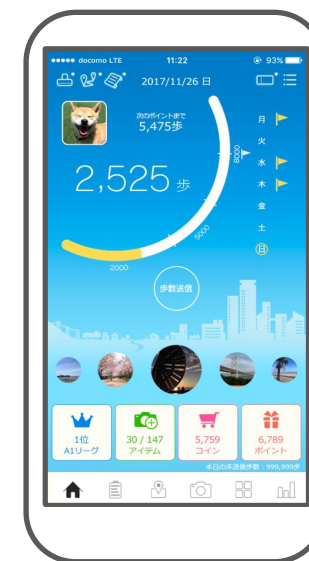 docomo LTE 11:22 93%
2017/11/26 日
次のポイントまで
5,475歩
2,525 歩
8000
5000
2000
月
火
水
木
金
土
日
歩数送信
1位
A1リーグ
30 / 147
アイテム
5,759
コイン
6,789
ポイント
本日の未送信歩数：999,999歩